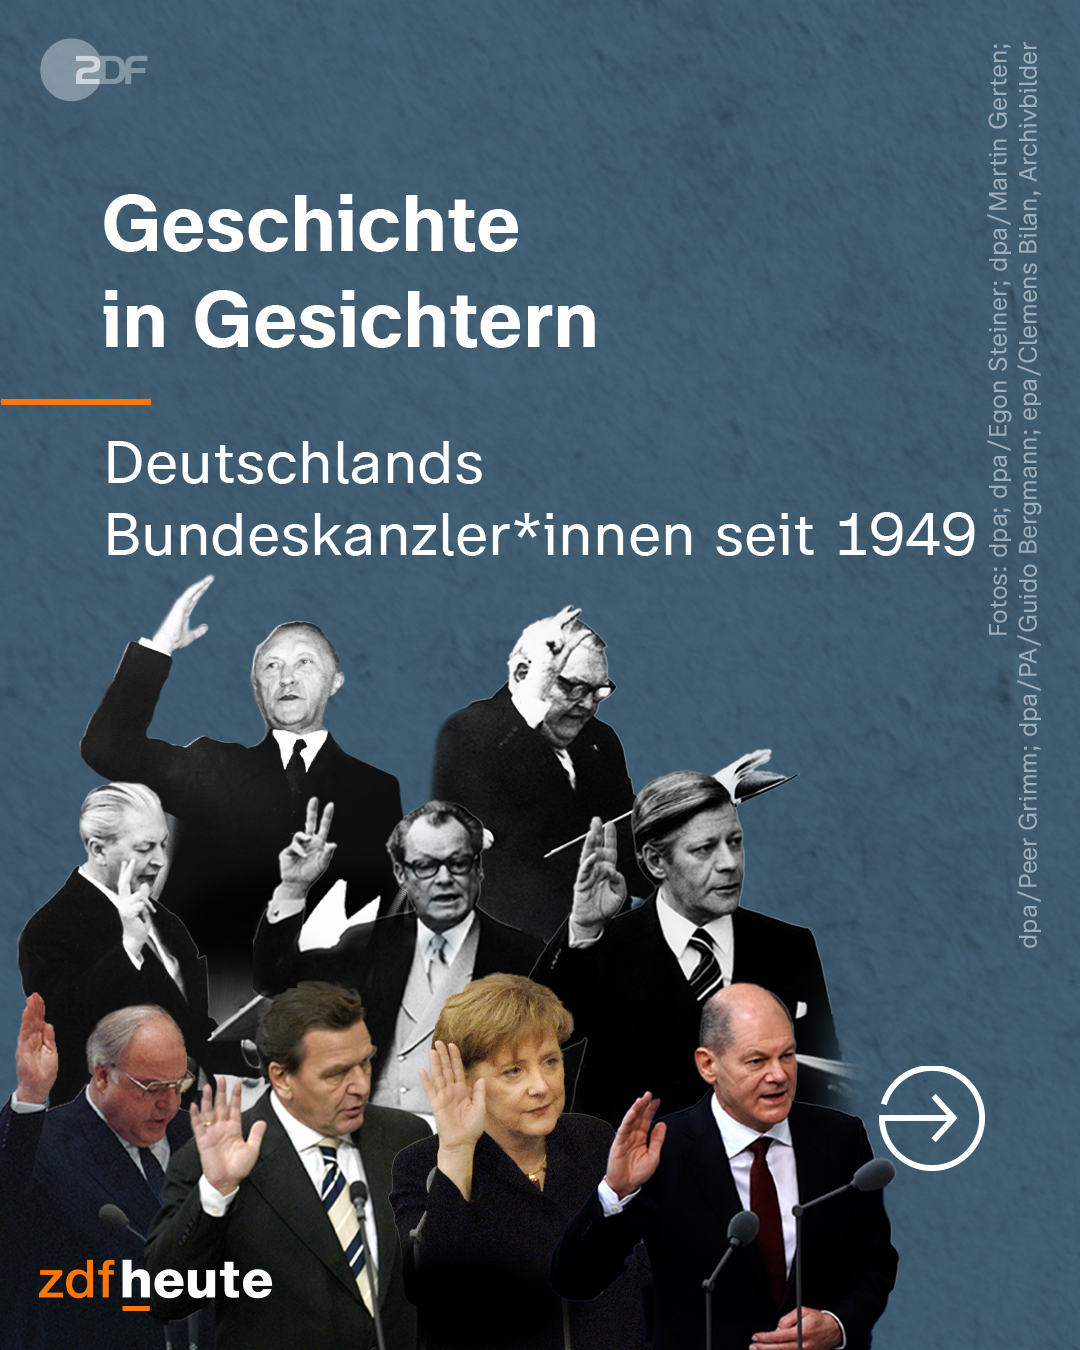 ZDF
Geschichte
in Gesichtern
Deutschlands
Bundeskanzler*innen seit 1949
Fotos: dpa; dpa/Egon Steiner; dpa/Martin Gerten;
dpa/Peer Grimm; dpa/PA/Guido Bergmann; epa/Clemens Bilan, Archivbilder
zdfheute